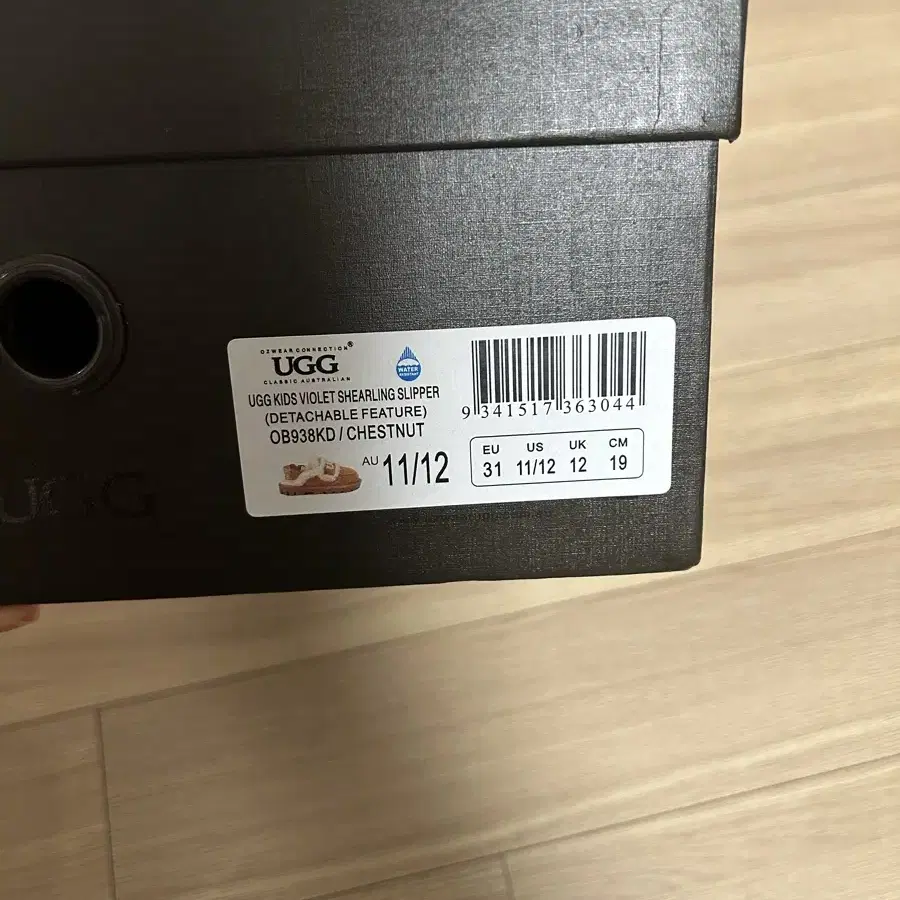 OZWEAR CONNECTION®
UGG
CLASSIC AUSTRALIAN
WATER
RESISTANT
UGG KIDS VIOLET SHEARLING SLIPPER
(DETACHABLE FEATURE)
OB938KD / CHESTNUT
AU 11/12
9 341517 363044
EU US UK CM
31 11/12 12 19
UGG